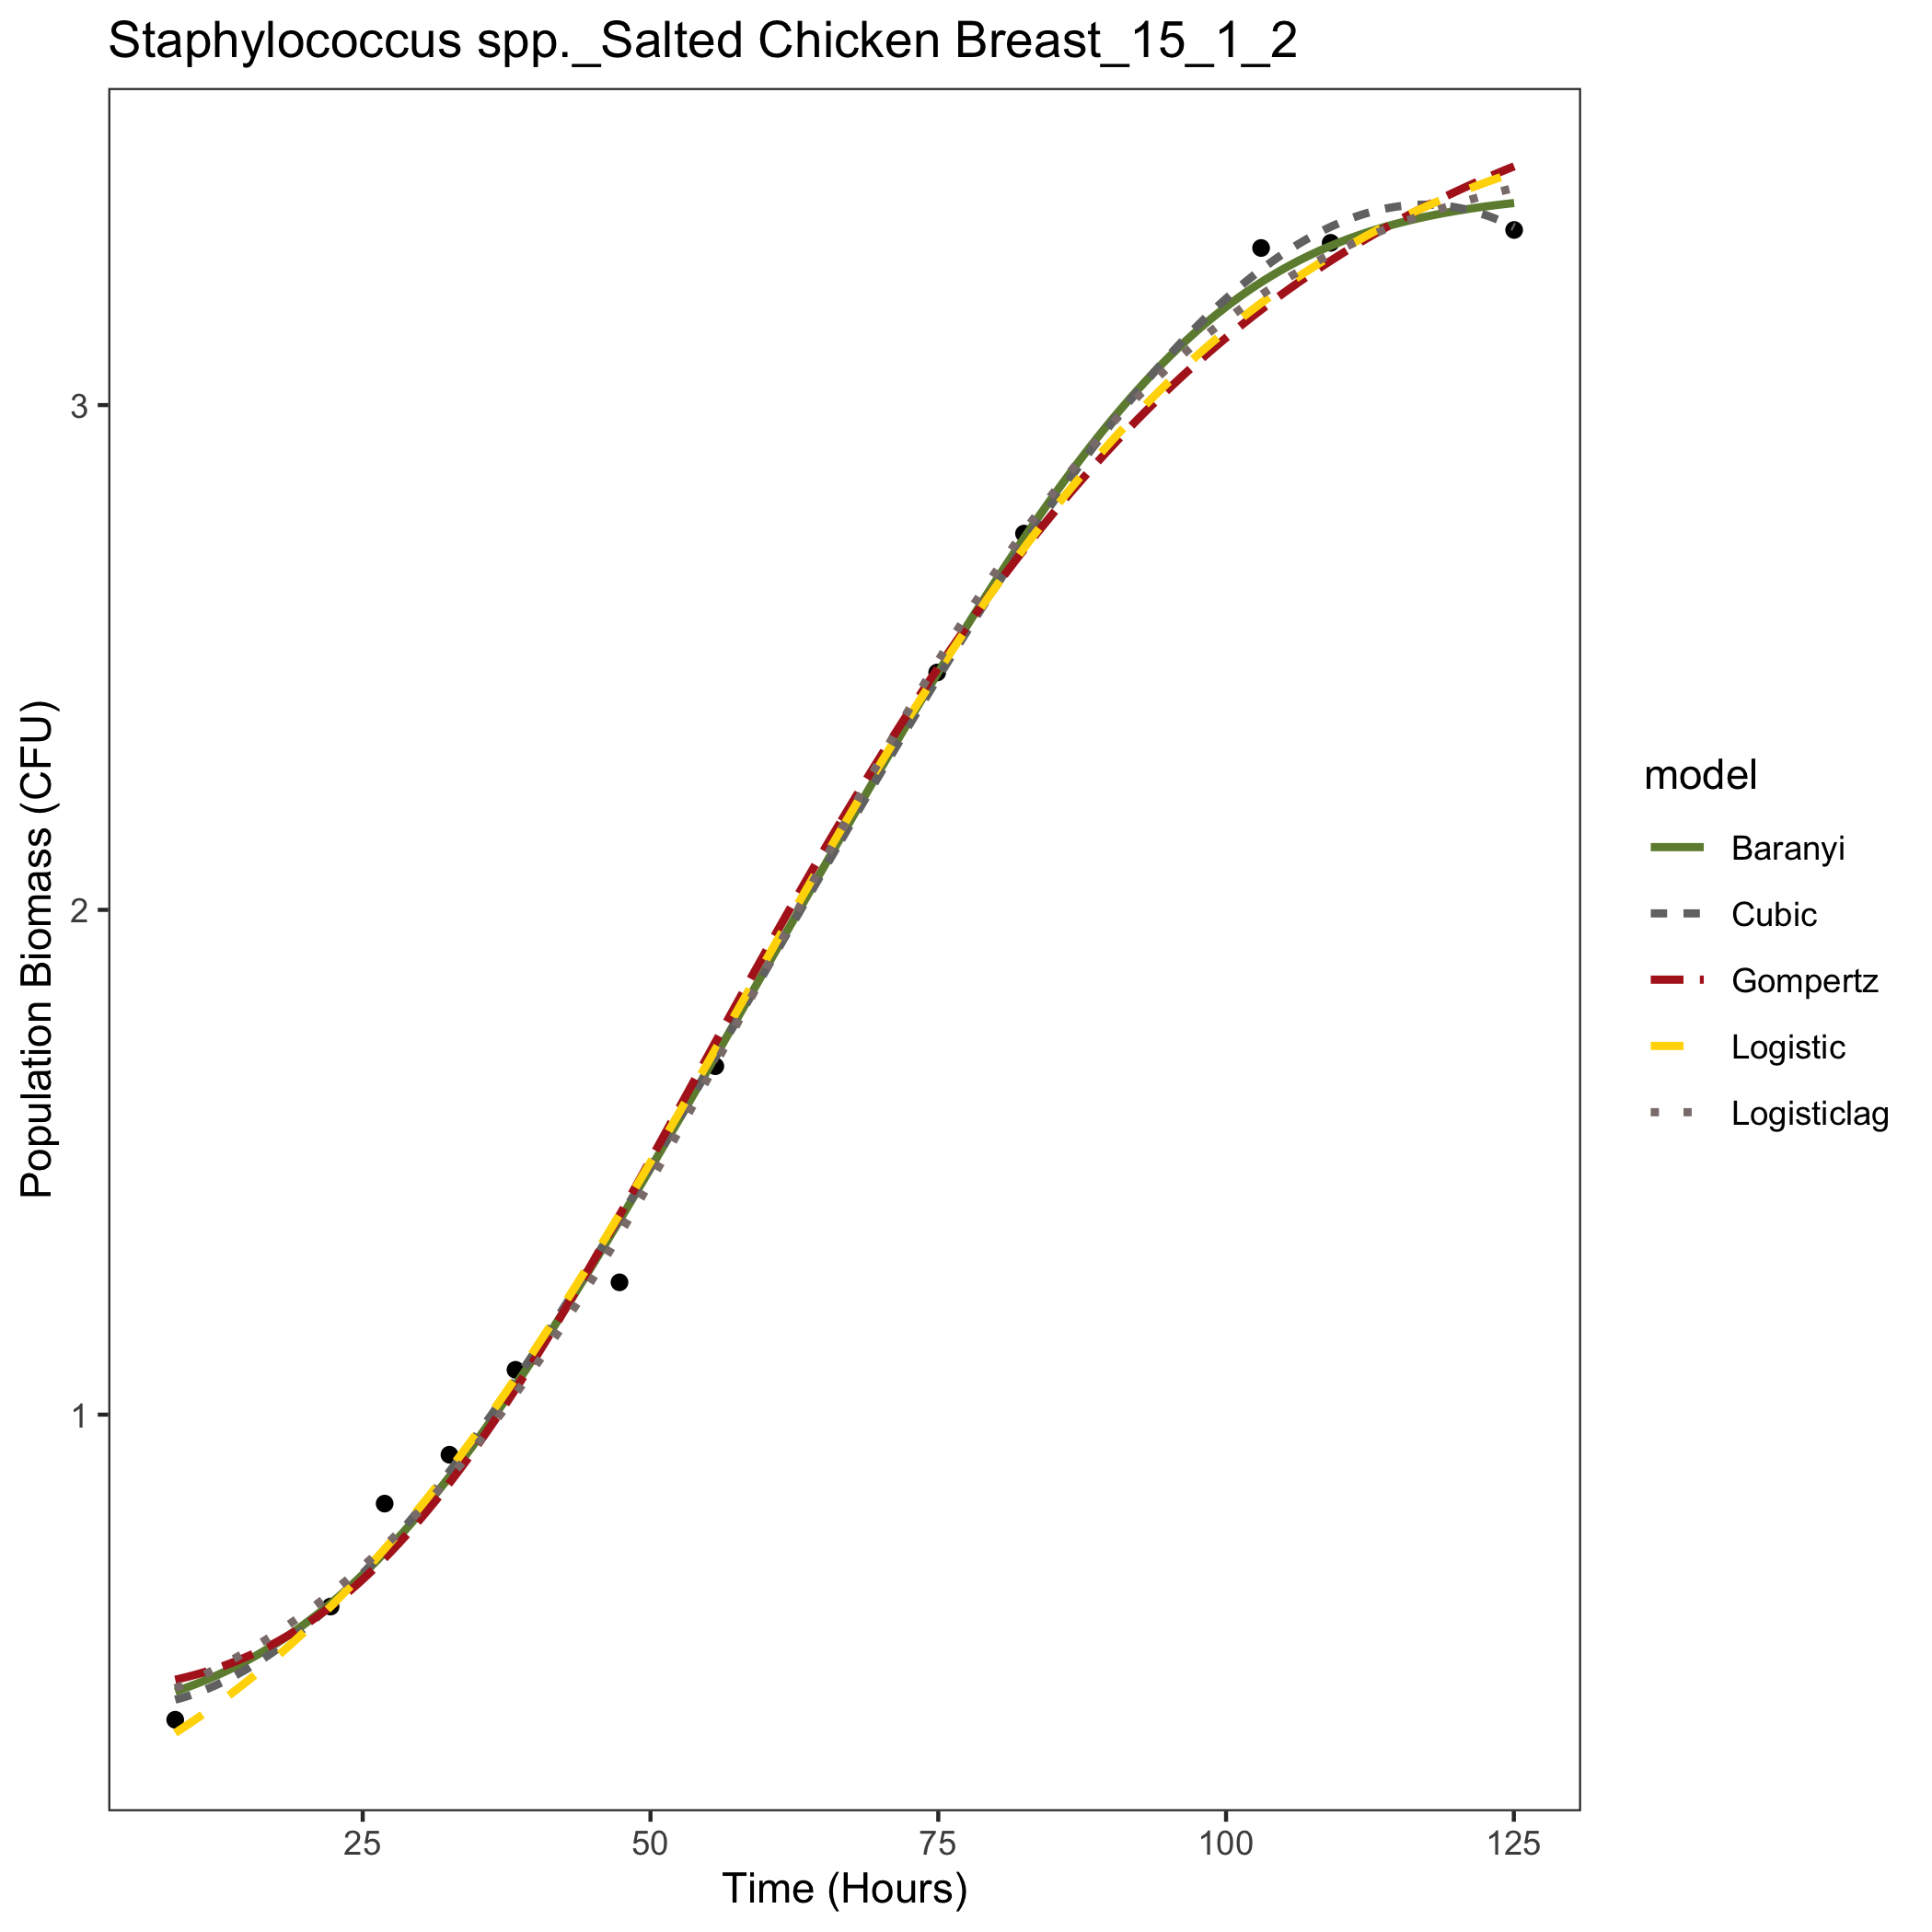 Staphylococcus spp._Salted Chicken Breast_15_1_2
Population Biomass (CFU)
3
2
1
25 50 75 100 125
Time (Hours)
model
Baranyi
Cubic
Gompertz
Logistic
Logisticlag